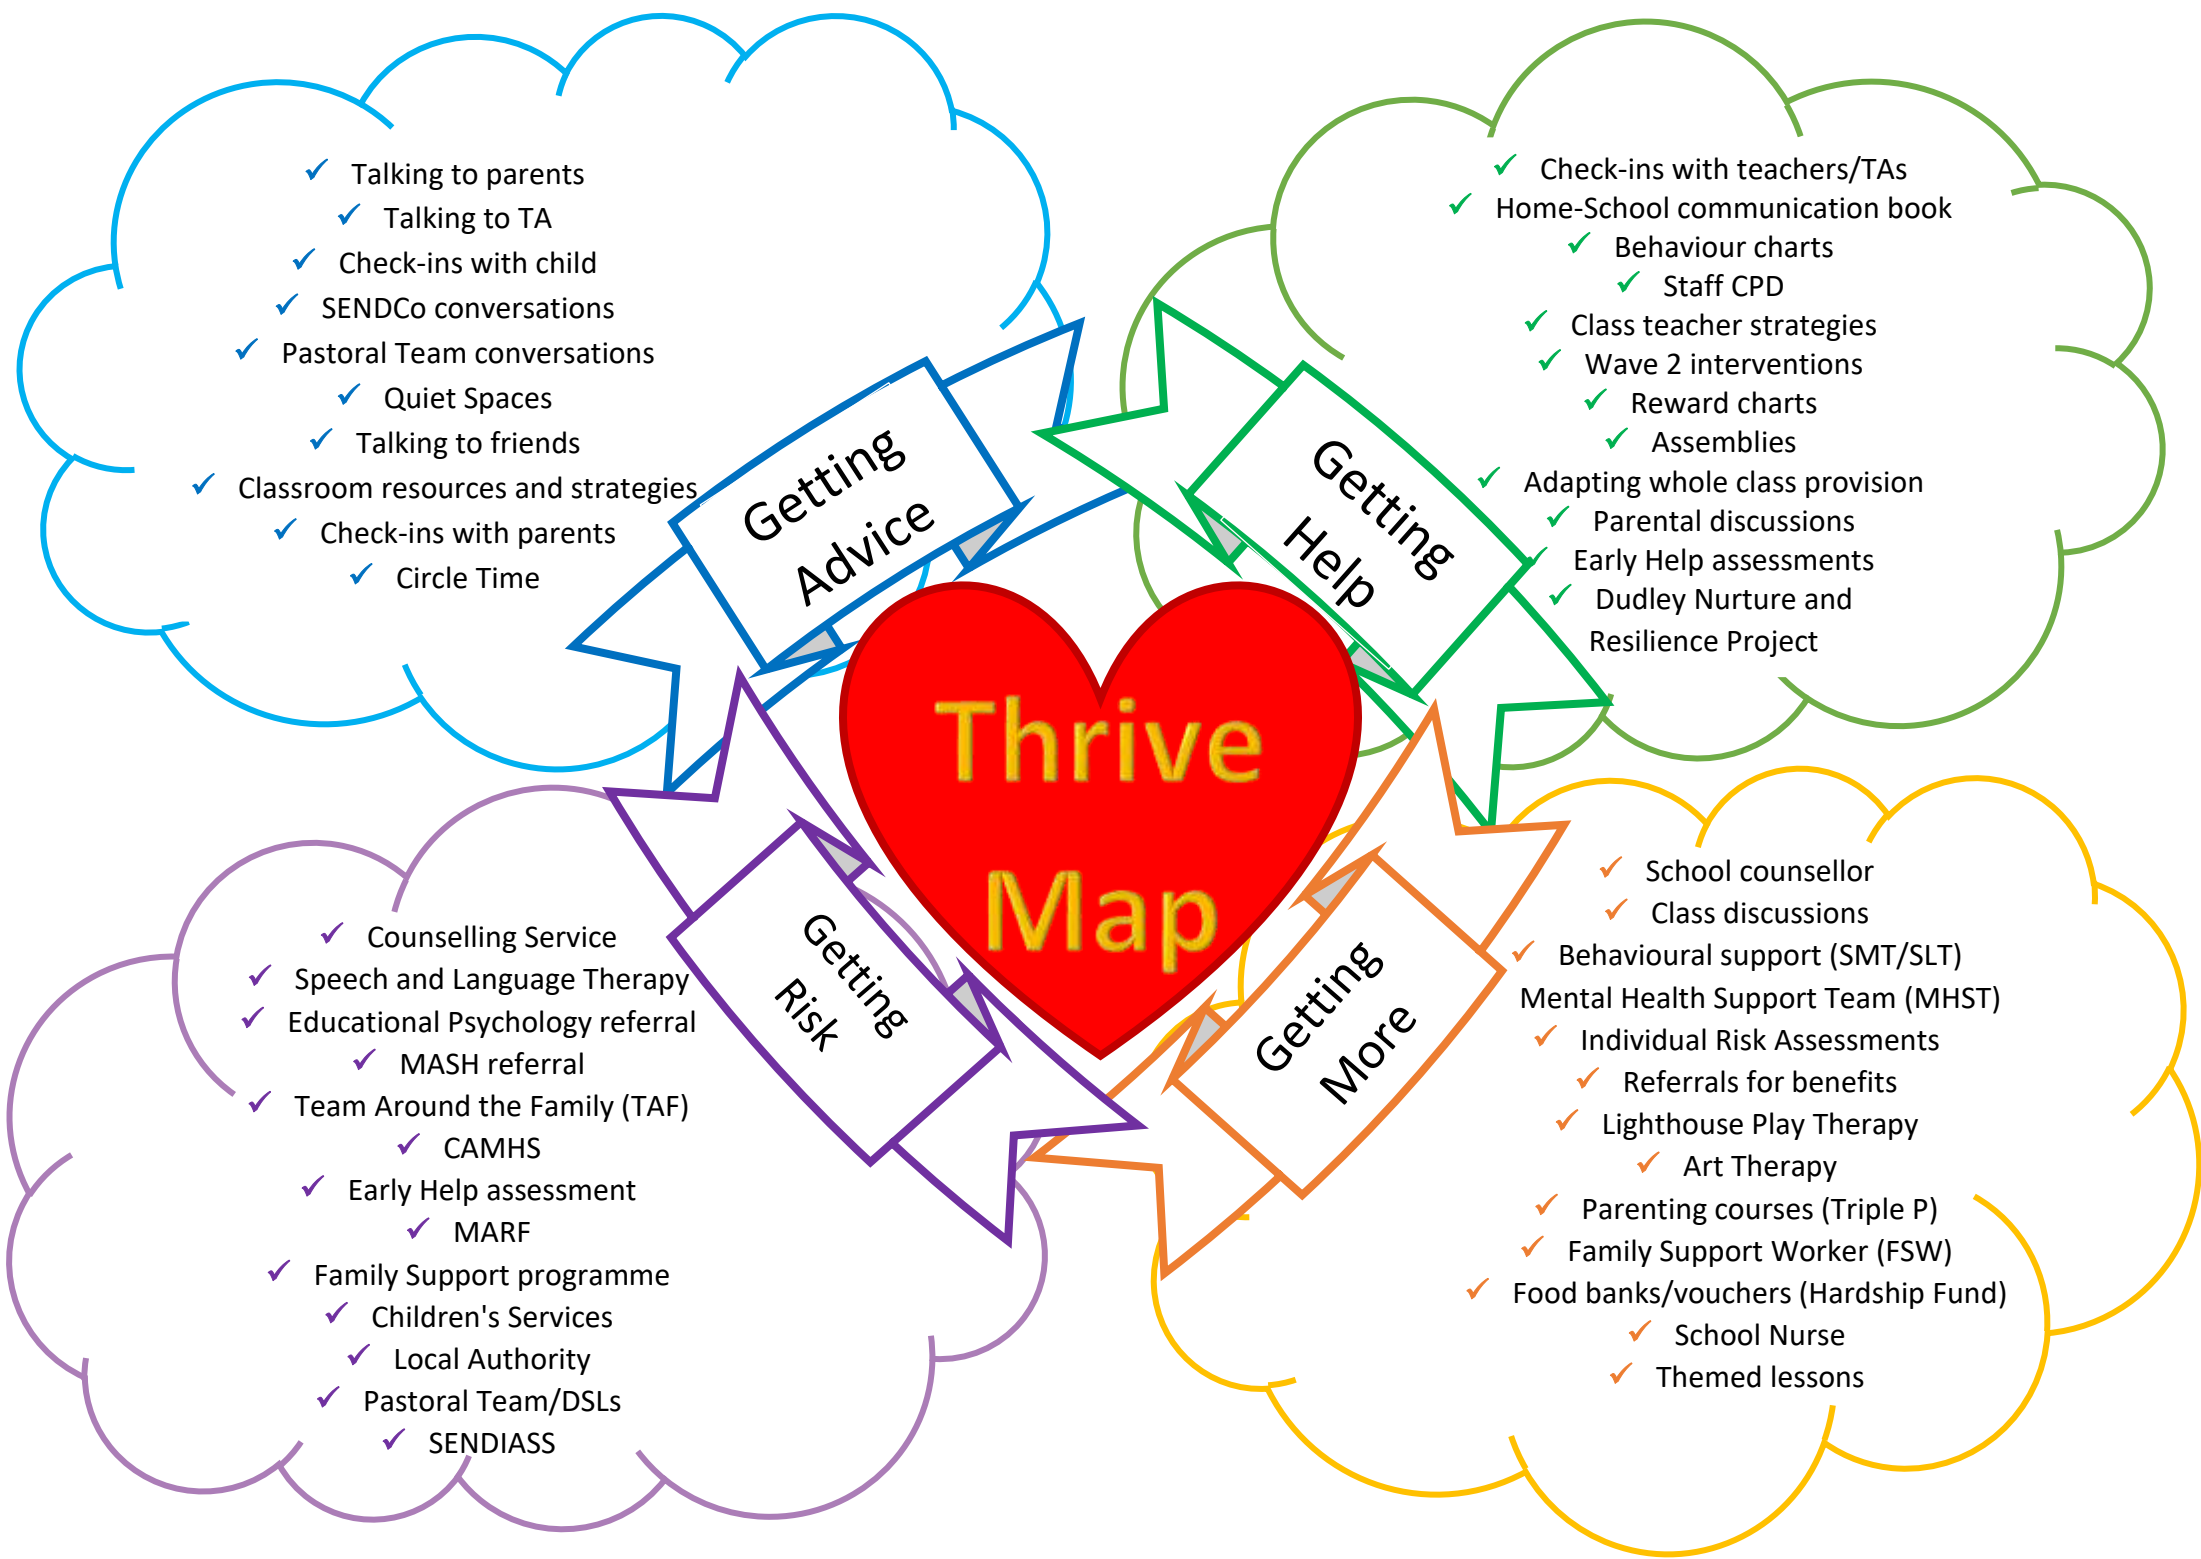 Talking to parents
Talking to TA
Check-ins with child
SENDCo conversations
Pastoral Team conversations
Quiet Spaces
Talking to friends
Classroom resources and strategies
Check-ins with parents
Circle Time
Getting
Advice
Check-ins with teachers/TAs
Home-School communication book
Behaviour charts
Staff CPD
Class teacher strategies
Wave 2 interventions
Reward charts
Assemblies
Adapting whole class provision
Parental discussions
Early Help assessments
Dudley Nurture and
Resilience Project
Getting
Help
Thrive
Map
Counselling Service
Speech and Language Therapy
Educational Psychology referral
MASH referral
Team Around the Family (TAF)
CAMHS
Early Help assessment
MARF
Family Support programme
Children's Services
Local Authority
Pastoral Team/DSLs
SENDIASS
Getting
Risk
School counsellor
Class discussions
Behavioural support (SMT/SLT)
Mental Health Support Team (MHST)
Individual Risk Assessments
Referrals for benefits
Lighthouse Play Therapy
Art Therapy
Parenting courses (Triple P)
Family Support Worker (FSW)
Food banks/vouchers (Hardship Fund)
School Nurse
Themed lessons
Getting
More